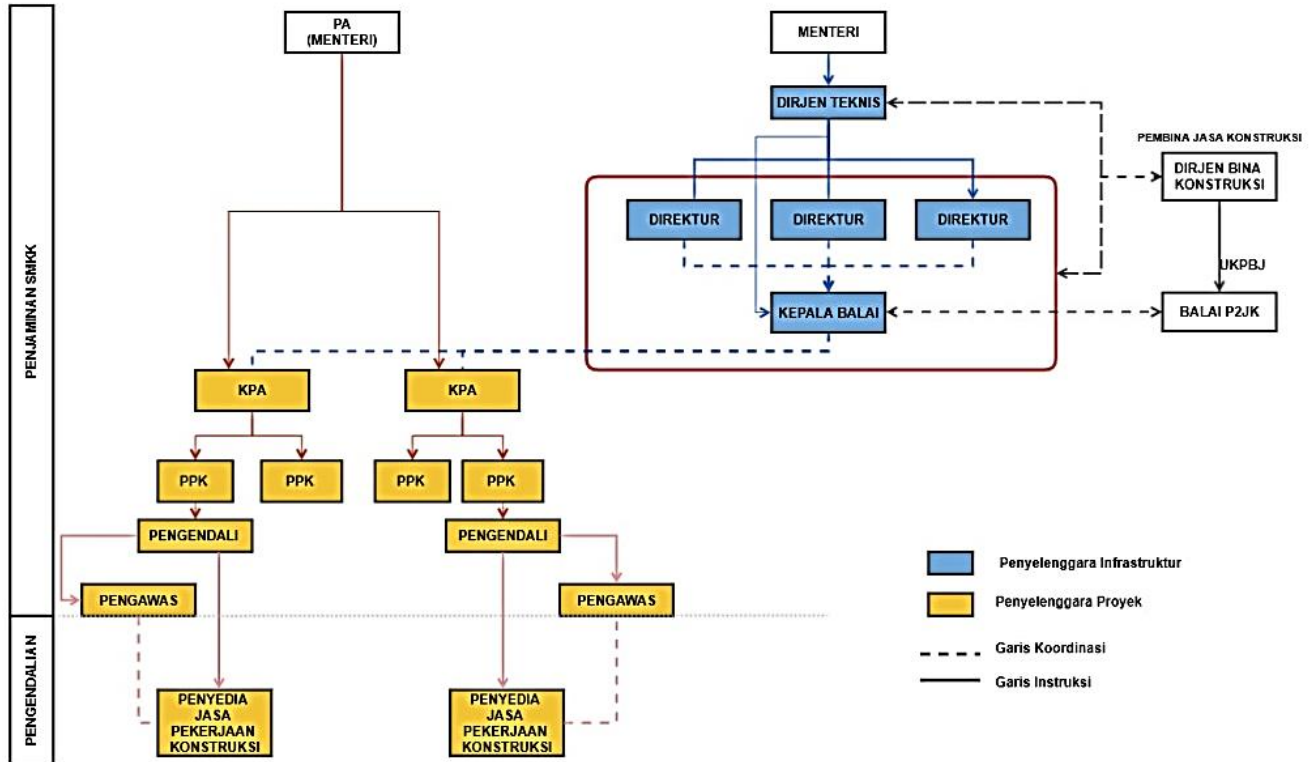 PA
(MENTERI)
MENTERI
DIRJEN TEKNIS
PEMBINA JASA KONSTRUKSI
DIRJEN BINA
KONSTRUKSI
DIREKTUR
DIREKTUR
DIREKTUR
UKPBJ
KEPALA BALAI
BALAI P2JK
PENJAMINAN SMKK
KPA
KPA
PPK
PPK
PPK
PPK
PENGENDALI
PENGENDALI
PENGAWAS
PENGAWAS
Penyelenggara Infrastruktur
Penyelenggara Proyek
Garis Koordinasi
Garis Instruksi
PENGENDALIAN
PENYEDIA
JASA
PEKERJAAN
KONSTRUKSI
PENYEDIA
JASA
PEKERJAAN
KONSTRUKSI